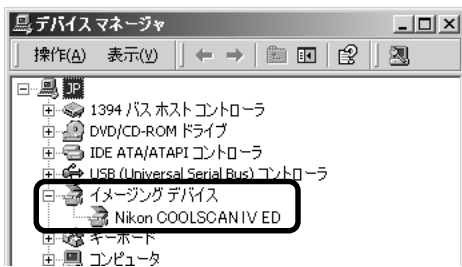 デバイス マネージャ
操作(A) 表示(V)
JP
1394 バス ホスト コントローラ
DVD/CD-ROM ドライブ
IDE ATA/ATAPI コントローラ
USB (Universal Serial Bus) コントローラ
イメージング デバイス
Nikon COOLSCAN IV ED
キーボード
コンピュータ